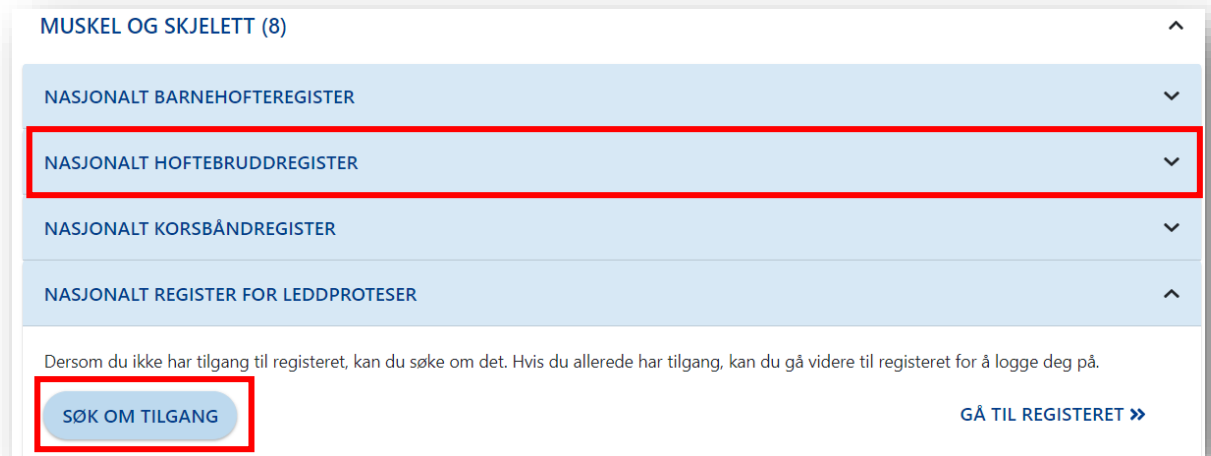 MUSKEL OG SKJELETT (8)
NASJONALT BARNEHOFTEREGISTER
NASJONALT HOFTEBRUDDREGISTER
NASJONALT KORSBÅNDREGISTER
NASJONALT REGISTER FOR LEDDPROTESER
Dersom du ikke har tilgang til registeret, kan du søke om det. Hvis du allerede har tilgang, kan du gå videre til registeret for å logge deg på.
SØK OM TILGANG
GÅ TIL REGISTERET »